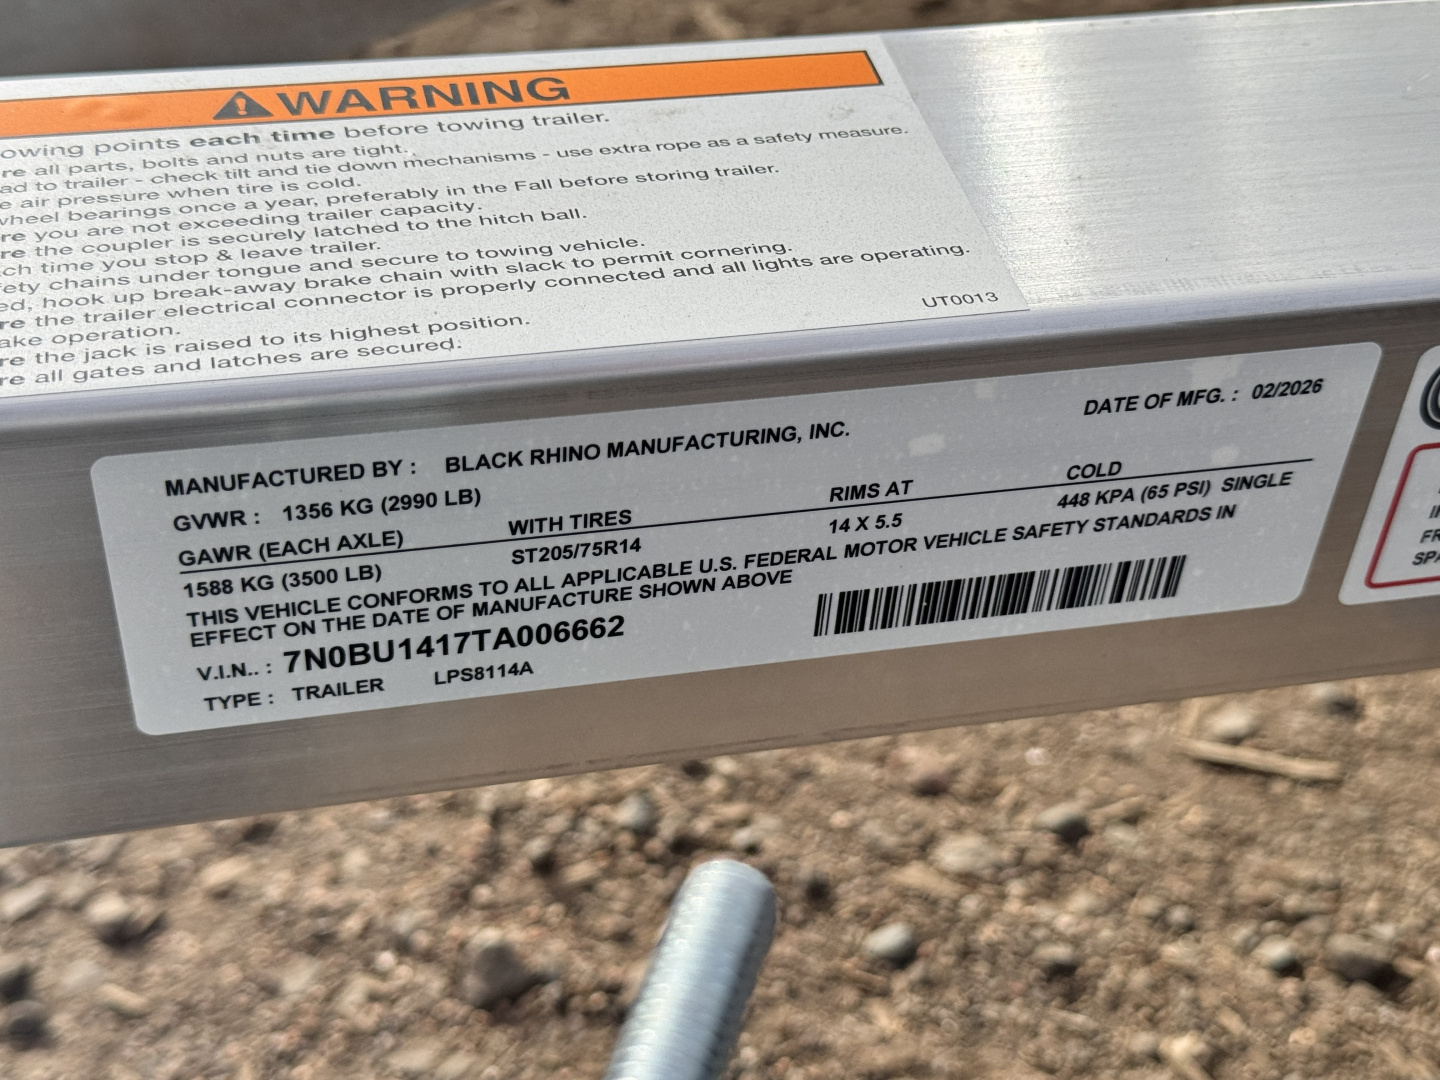 WARNING
owing points each time before towing trailer.
re all parts, bolts and nuts are tight.
ad to trailer - check tilt and tie down mechanisms - use extra rope as a safety measure.
e air pressure when tire is cold.
wheel bearings once a year, preferably in the Fall before storing trailer.
re you are not exceeding trailer capacity.
re the coupler is securely latched to the hitch ball.
ch time you stop & leave trailer.
fety chains under tongue and secure to towing vehicle.
ed, hook up break-away brake chain with slack to permit cornering.
re the trailer electrical connector is properly connected and all lights are operating.
ake operation.
re the jack is raised to its highest position.
re all gates and latches are secured.
UT0013
MANUFACTURED BY : BLACK RHINO MANUFACTURING, INC. DATE OF MFG. : 02/2026
GVWR : 1356 KG (2990 LB)
GAWR (EACH AXLE) WITH TIRES RIMS AT COLD
1588 KG (3500 LB) ST205/75R14 14 X 5.5 448 KPA (65 PSI) SINGLE
THIS VEHICLE CONFORMS TO ALL APPLICABLE U.S. FEDERAL MOTOR VEHICLE SAFETY STANDARDS IN
EFFECT ON THE DATE OF MANUFACTURE SHOWN ABOVE
V.I.N.. : 7N0BU1417TA006662
TYPE : TRAILER LPS8114A